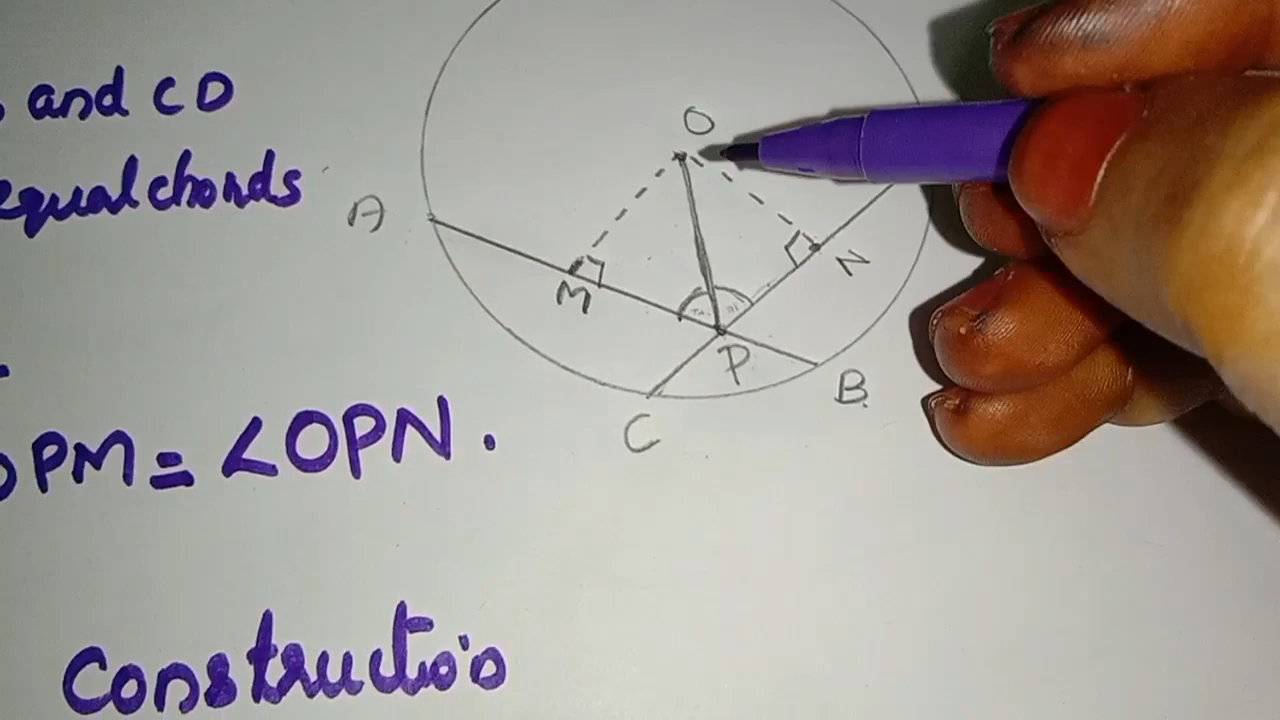 and CD
equal chords
O
A
M
N
P
B
C
PM = <OPN.
Constructio